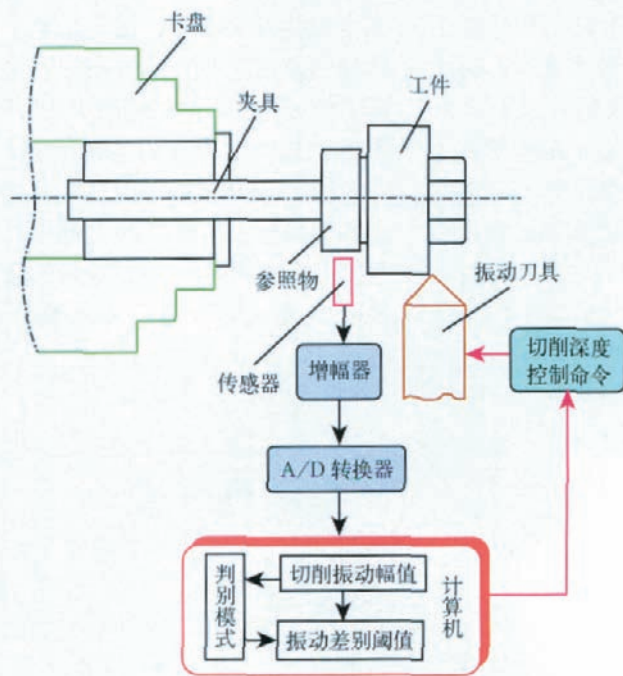 卡盘
夹具
工件
参照物
振动刀具
传感器
增幅器
切削深度
控制命令
A/D 转换器
切削振动幅值
判别模式
振动差别阈值
计算机